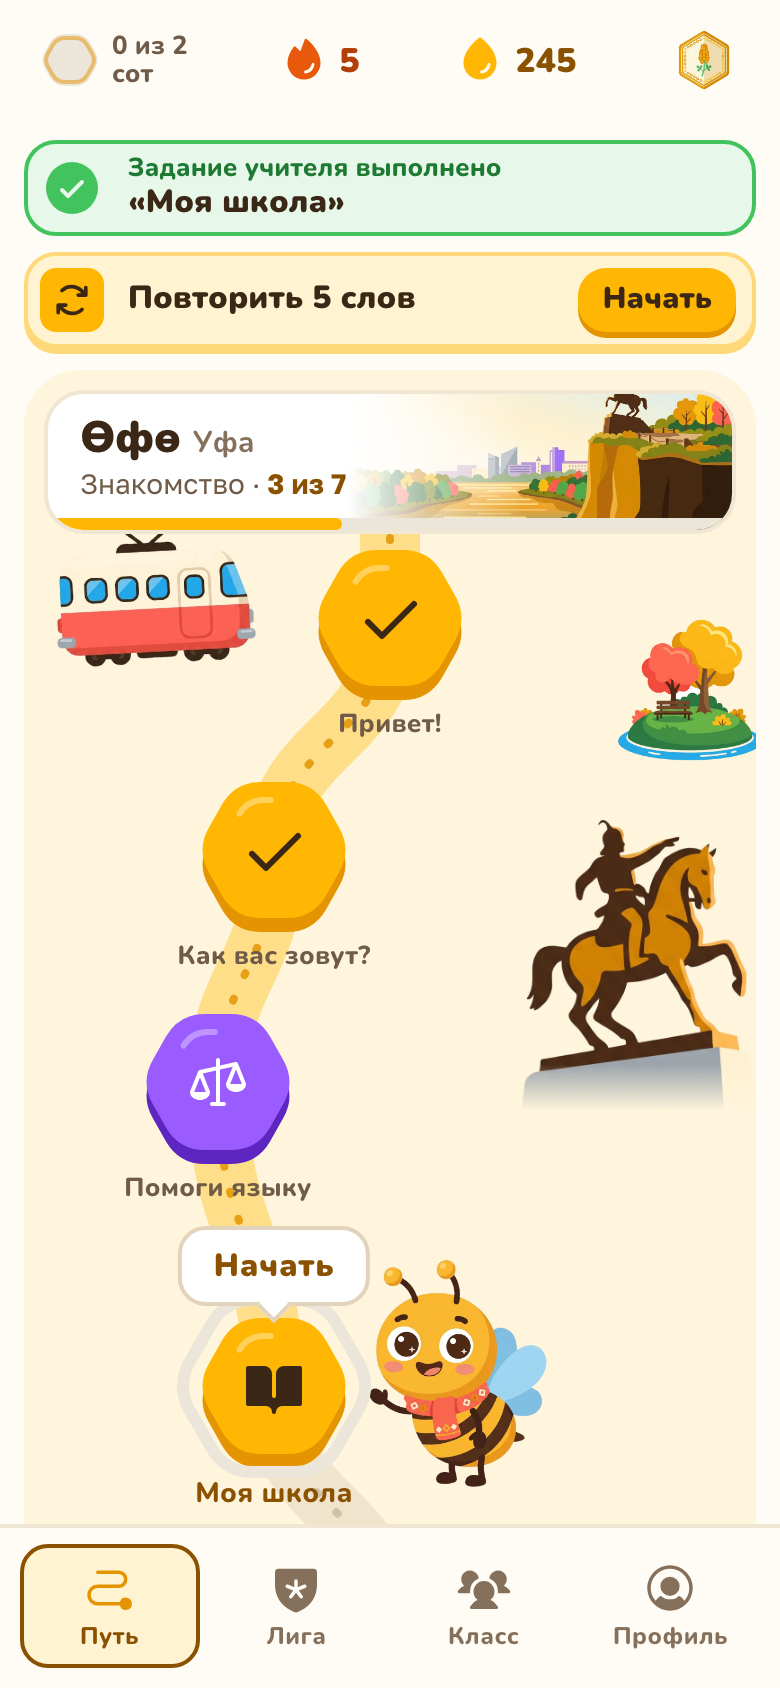 0 из 2
сот
5
245
Задание учителя выполнено
«Моя школа»
Повторить 5 слов
Начать
Өфө Уфа
Знакомство · 3 из 7
Привет!
Как вас зовут?
Помоги языку
Начать
Моя школа
Путь
Лига
Класс
Профиль